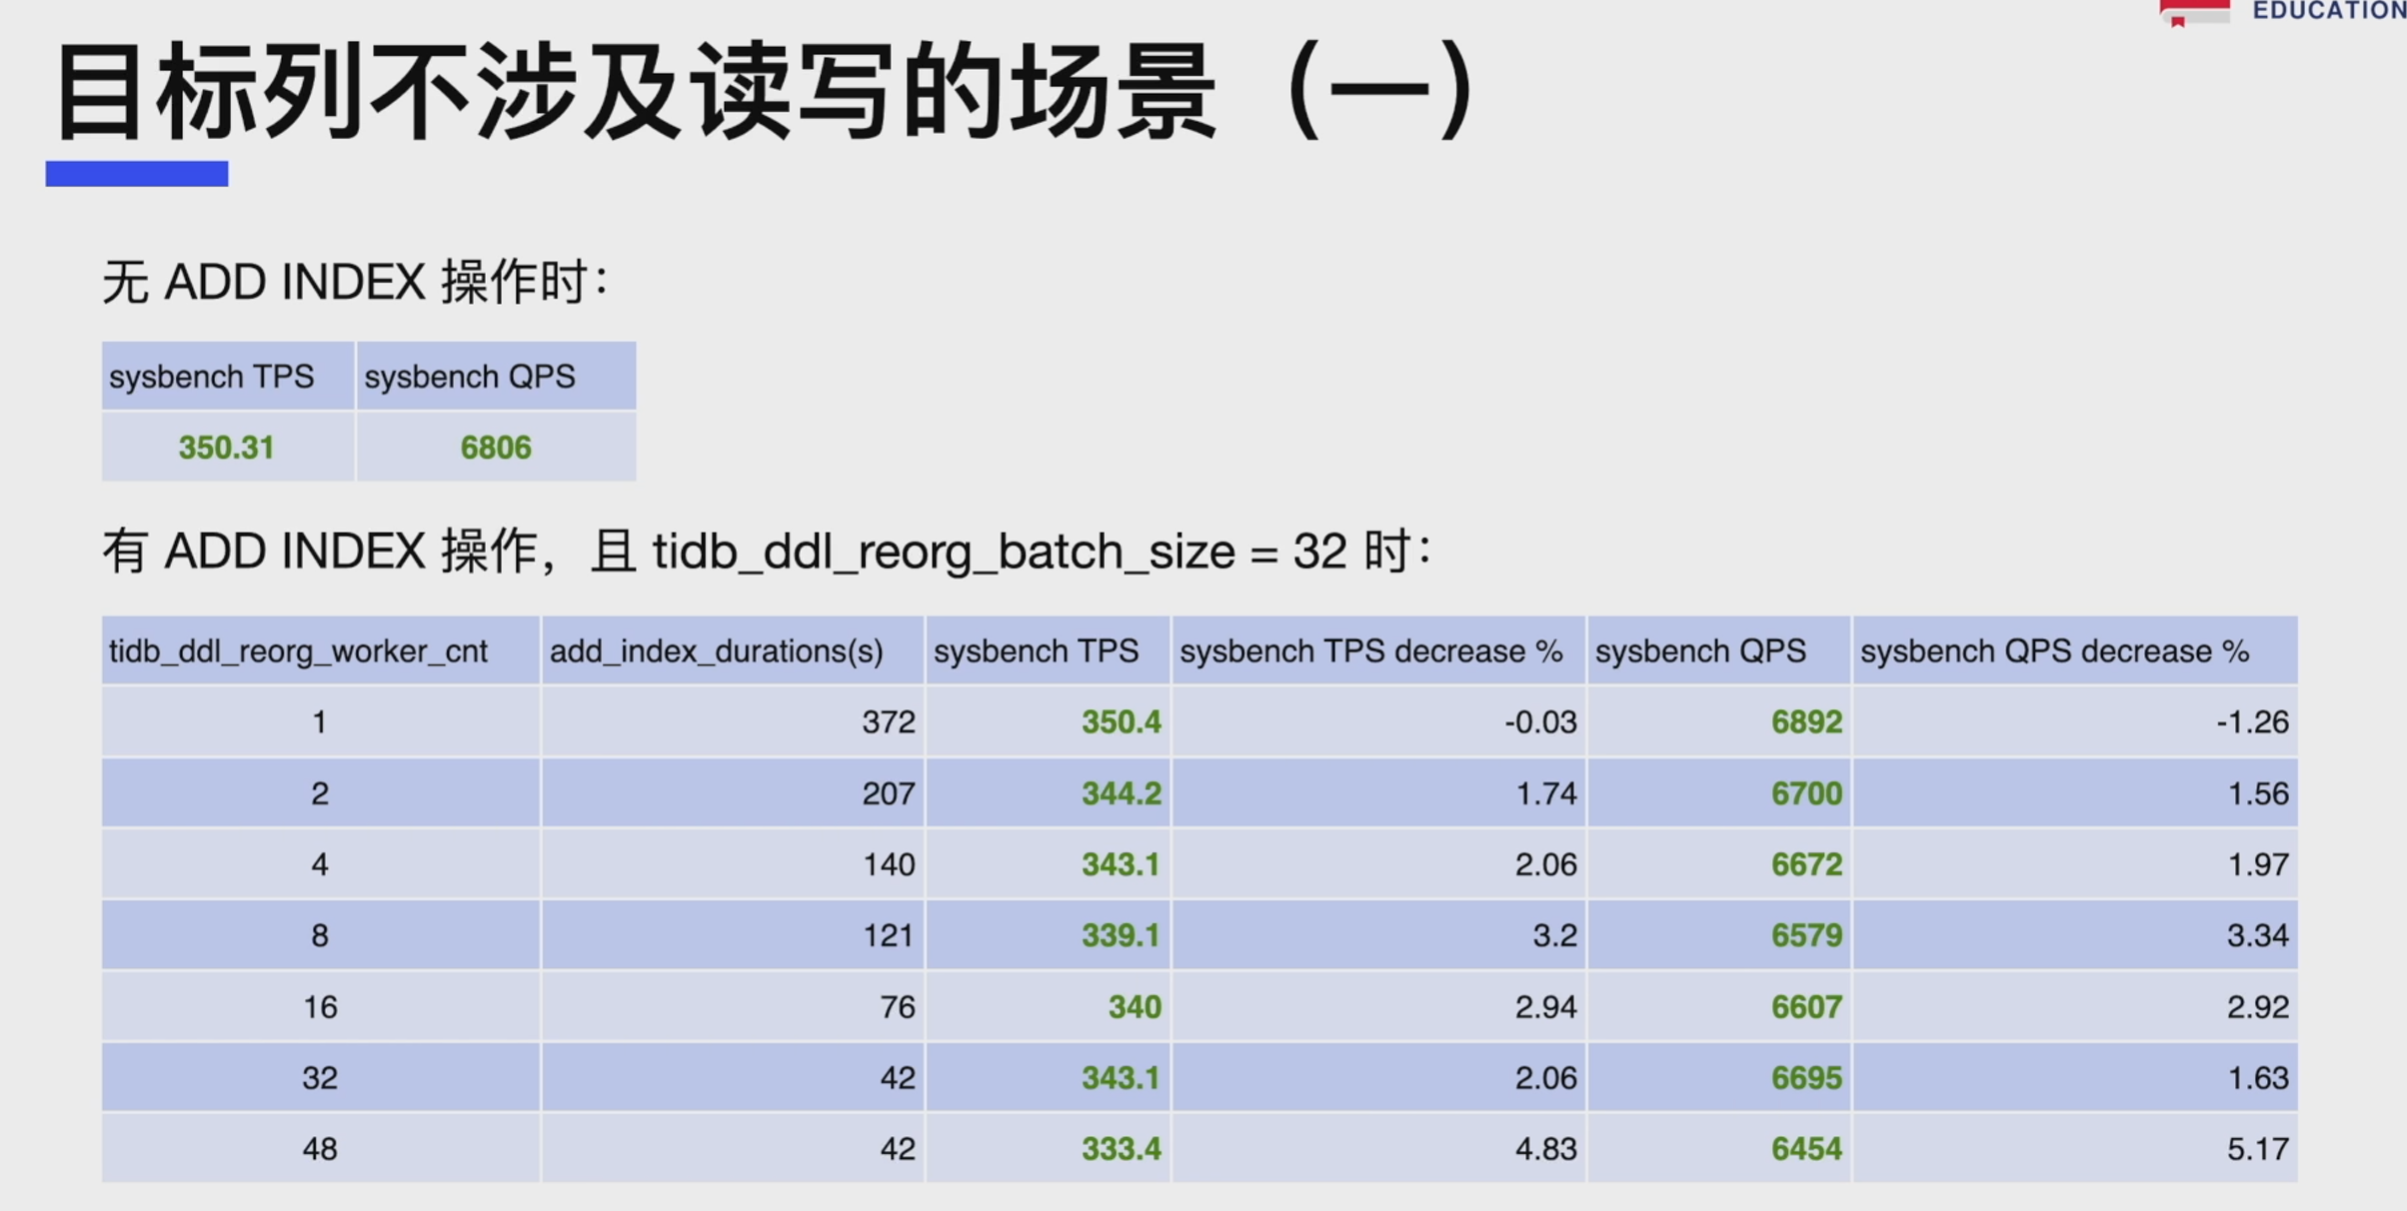 EDUCATION
目标列不涉及读写的场景（一）
无 ADD INDEX 操作时：
sysbench TPS sysbench QPS
350.31 6806
有 ADD INDEX 操作，且 tidb_ddl_reorg_batch_size = 32 时：
tidb_ddl_reorg_worker_cnt add_index_durations(s) sysbench TPS sysbench TPS decrease % sysbench QPS sysbench QPS decrease %
1 372 350.4 -0.03 6892 -1.26
2 207 344.2 1.74 6700 1.56
4 140 343.1 2.06 6672 1.97
8 121 339.1 3.2 6579 3.34
16 76 340 2.94 6607 2.92
32 42 343.1 2.06 6695 1.63
48 42 333.4 4.83 6454 5.17